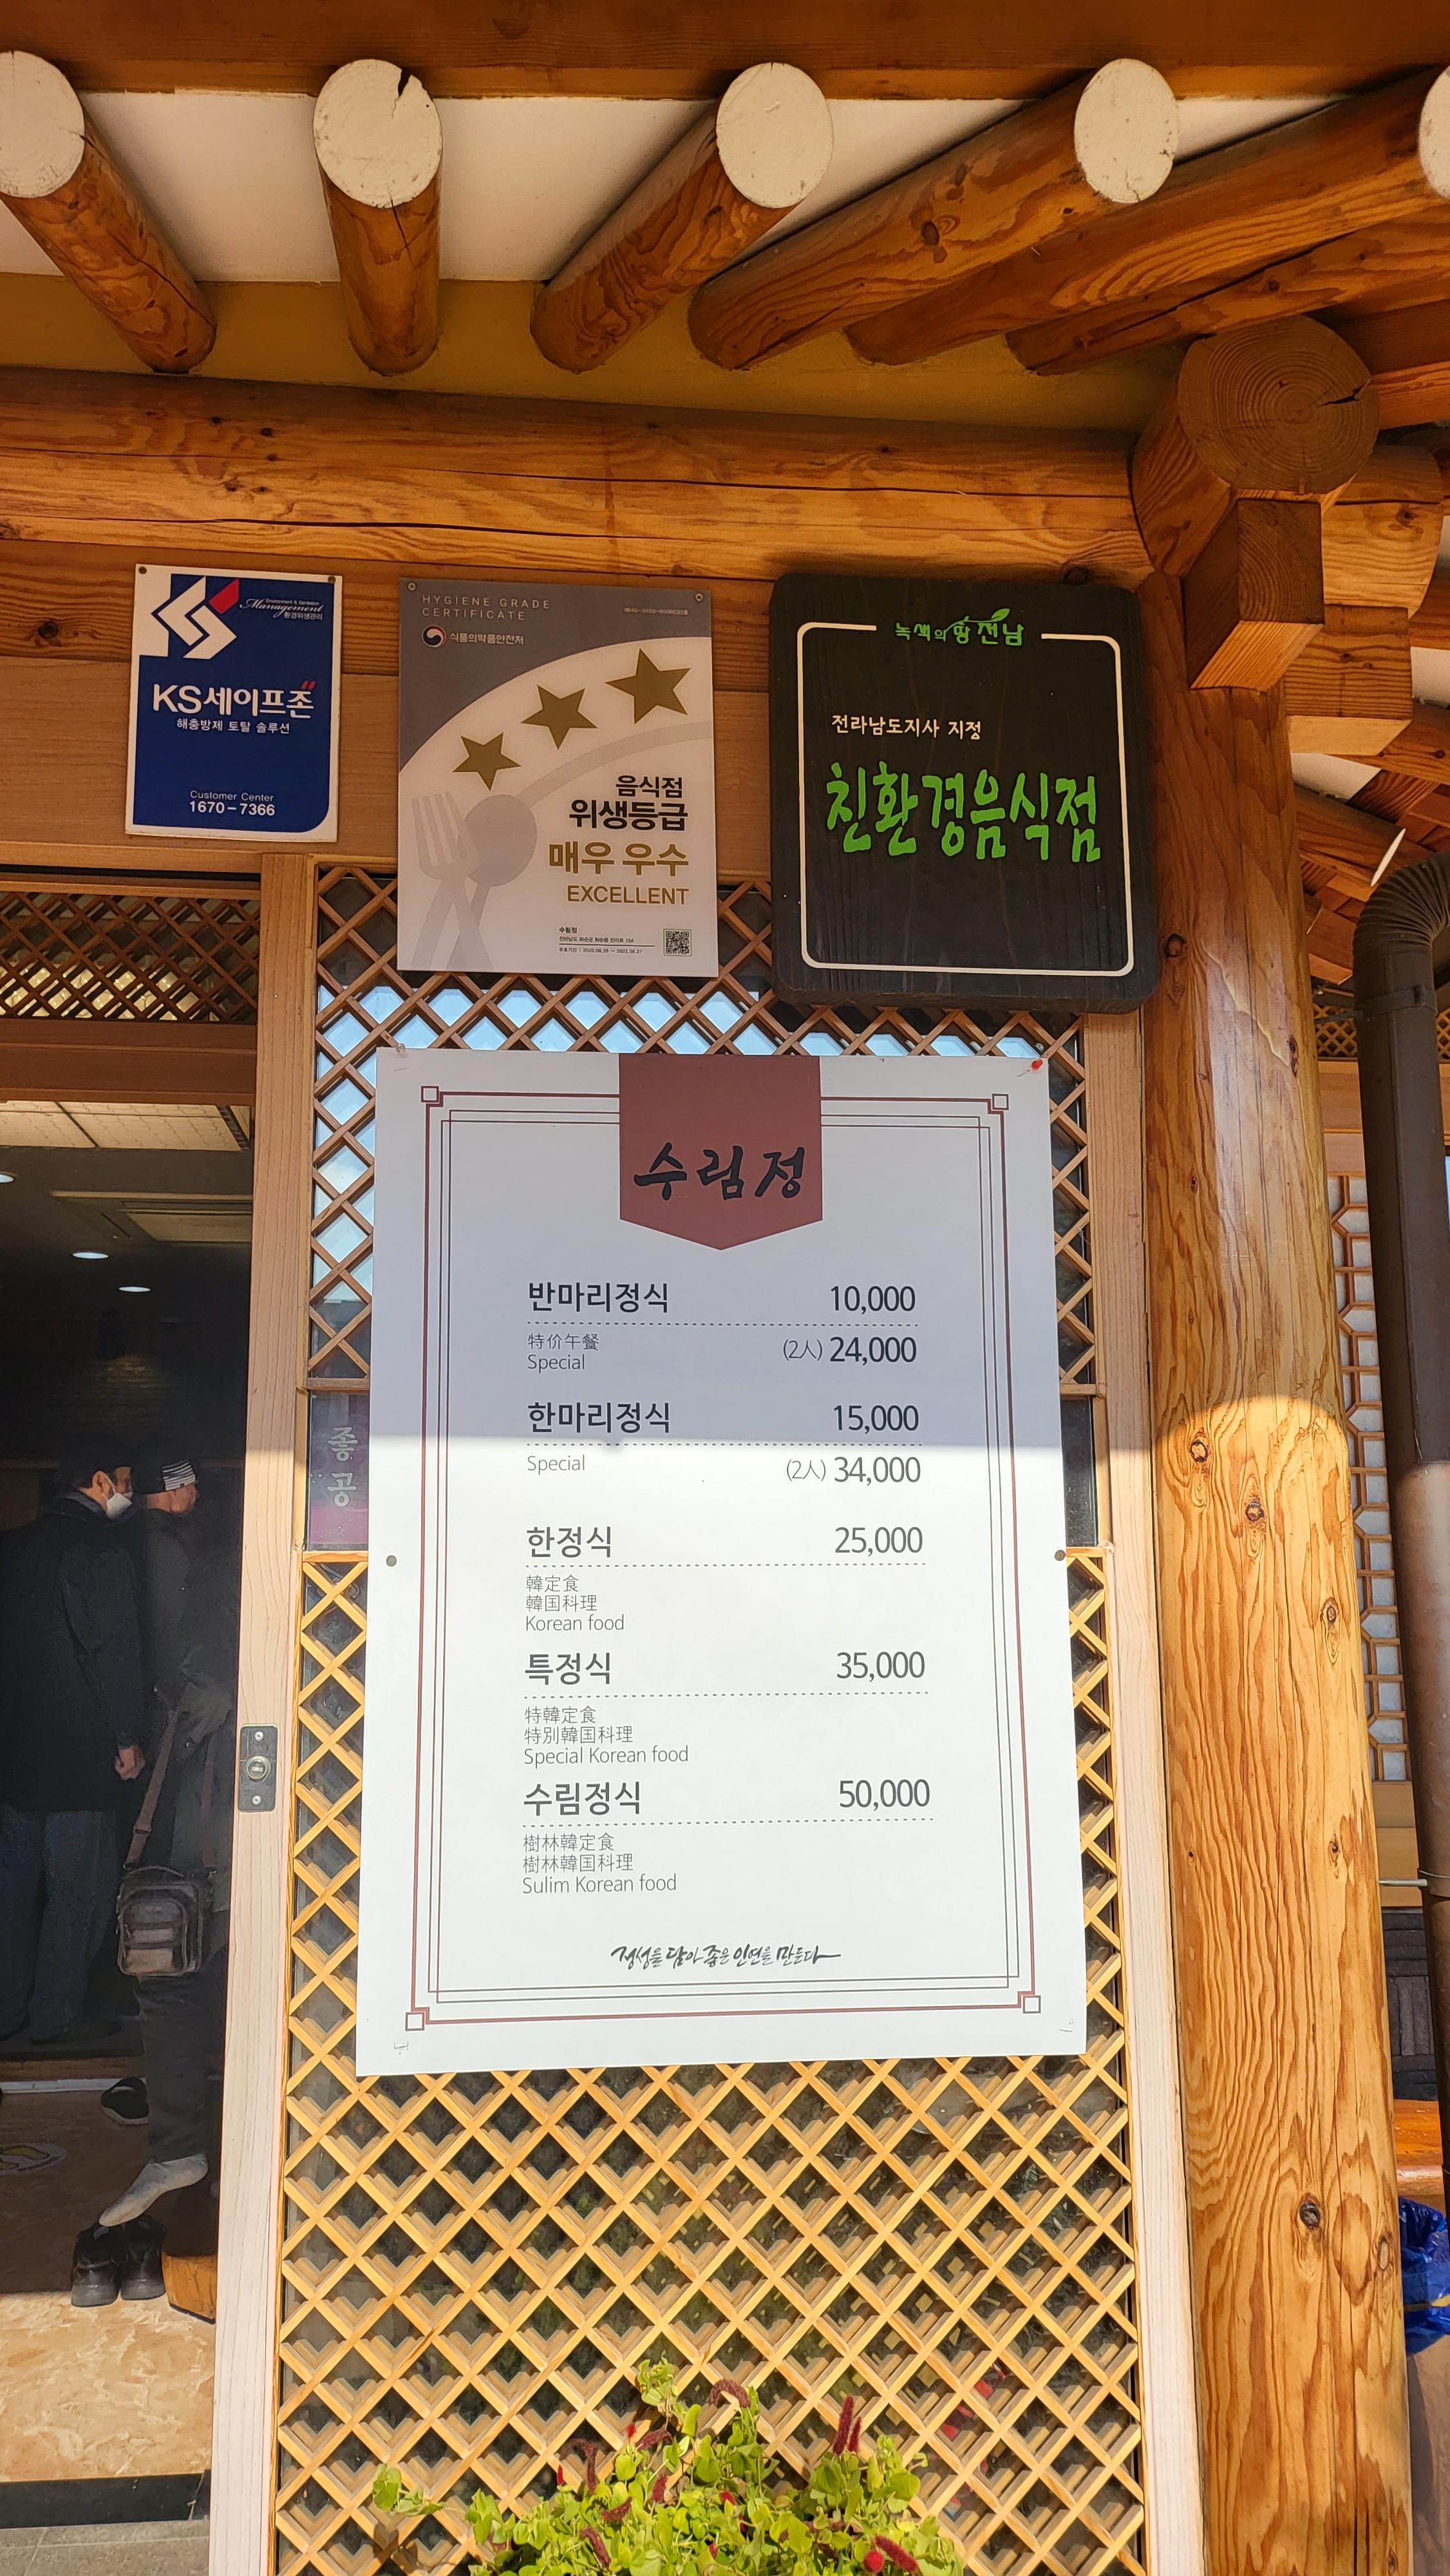 Environment & Sanitation
Management
환경위생관리
KS세이프존
해충방제 토탈 솔루션
Customer Center
1670-7366
HYGIENE GRADE
CERTIFICATE
식품의약품안전처
음식점
위생등급
매우 우수
EXCELLENT
수림정
녹색의 땅 전남
전라남도지사 지정
친환경음식점
수림정
반마리정식 10,000
特价午餐
Special (2人) 24,000
한마리정식 15,000
Special (2人) 34,000
한정식 25,000
韓定食
韓国科理
Korean food
특정식 35,000
特韓定食
特別韓国科理
Special Korean food
수림정식 50,000
樹林韓定食
樹林韓国科理
Sulim Korean food
정성을 담아 좋은 인연을 만든다
종
공